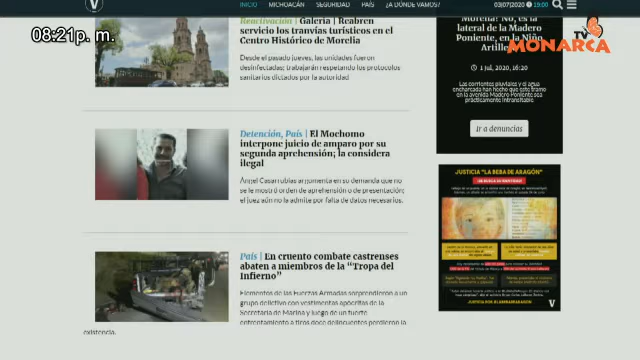 INICIO MICHOACÁN SEGURIDAD PAÍS ¿A DÓNDE VAMOS? 03/07/2020 19:00
V
08:21p. m.
TV
MONARCA
Reactivación | Galería | Reabren
servicio los tranvías turísticos en el
Centro Histórico de Morelia
Desde el pasado jueves, las unidades fueron
desinfectadas; trabajarán respetando los protocolos
sanitarios dictados por la autoridad
Detención, País | El Mochomo
interpone juicio de amparo por su
segunda aprehensión; la considera
ilegal
Ángel Casarrubias argumenta en su demanda que no
se le mostró orden de aprehensión o de presentación;
el juez aún no la admite por falta de datos necesarios.
País | En cruento combate castrenses
abaten a miembros de la “Tropa del
Infierno”
Elementos de las Fuerzas Armadas sorprendieron a un
grupo delictivo con vestimentas apócrifas de la
Secretaría de Marina y luego de un fuerte
enfrentamiento a tiros doce delincuentes perdieron la
existencia.
Morelia? No, es la
lateral de la Madero
Poniente, en la Niño
Artillero
1 Jul, 2020, 16:20
Las corrientes pluviales y el agua
encharcada han hecho que este tramo
en la avenida Madero Poniente sea
prácticamente intransitable
Ir a denuncias
JUSTICIA "LA BEBA DE ARAGÓN"
V